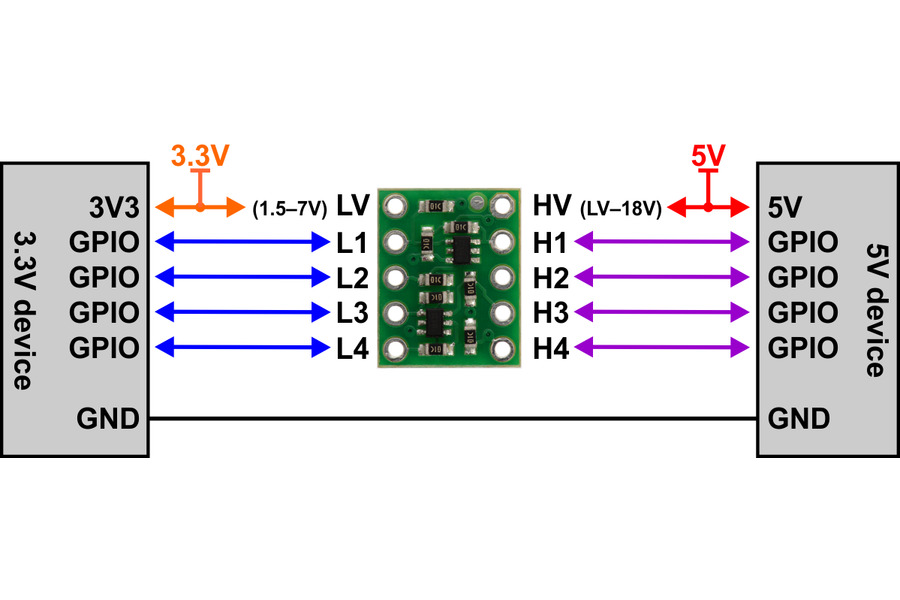 3.3V
5V
3V3
(1.5–7V)
LV
HV
(LV–18V)
5V
GPIO
L1
H1
GPIO
GPIO
L2
H2
GPIO
GPIO
L3
H3
GPIO
GPIO
L4
H4
GPIO
GND
GND
3.3V device
5V device